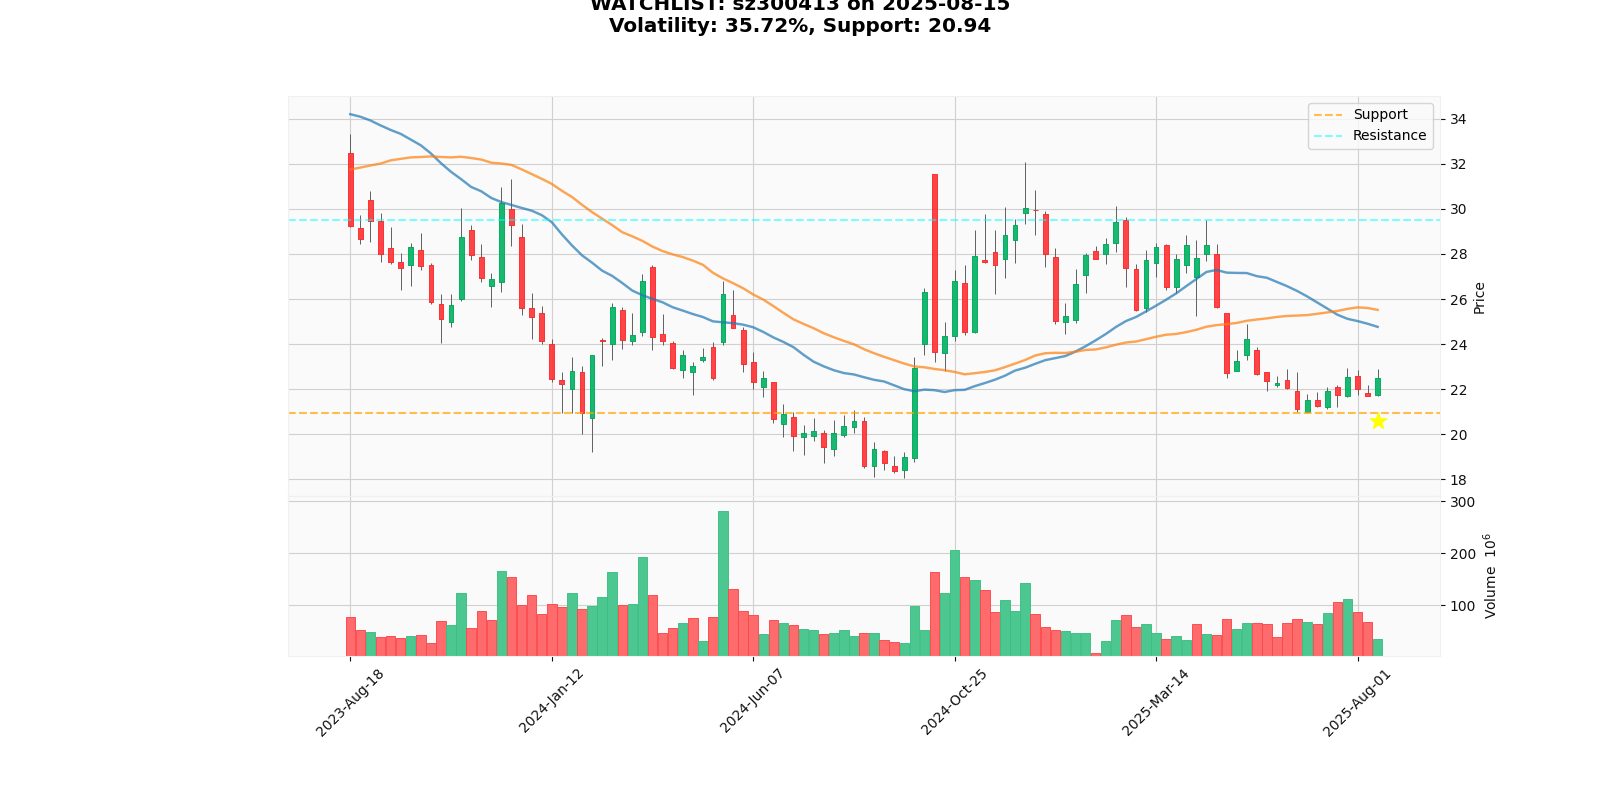 WATCHLIST: sz300413 on 2025-08-15
Volatility: 35.72%, Support: 20.94
Support
Resistance
34
32
30
28
26
24
22
20
18
Price
300
200
100
Volume 10^6
2023-Aug-18
2024-Jan-12
2024-Jun-07
2024-Oct-25
2025-Mar-14
2025-Aug-01